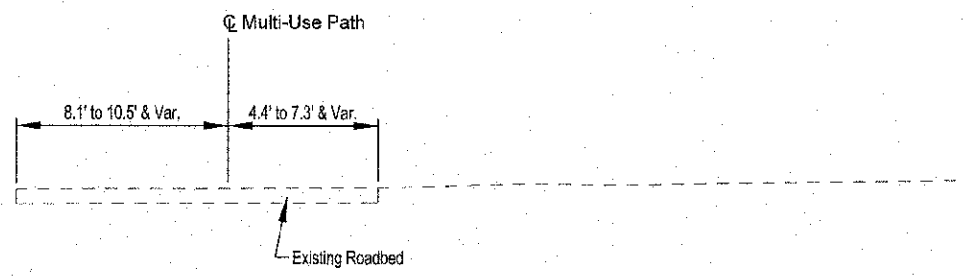 ℄ Multi-Use Path
8.1' to 10.5' & Var.
4.4' to 7.3' & Var.
Existing Roadbed